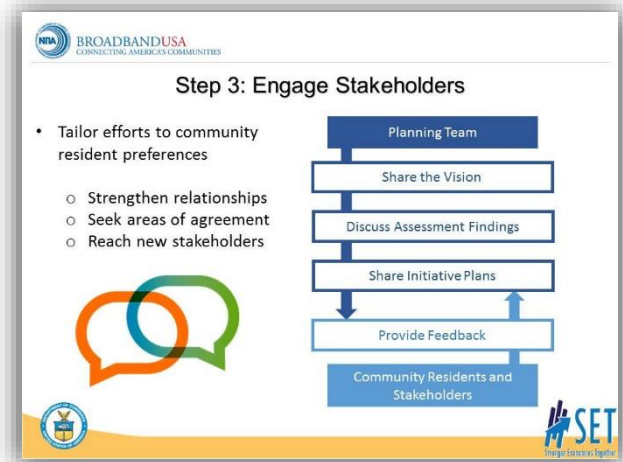 NTIA
BROADBANDUSA
CONNECTING AMERICA'S COMMUNITIES
Step 3: Engage Stakeholders
• Tailor efforts to community
resident preferences
o Strengthen relationships
o Seek areas of agreement
o Reach new stakeholders
Planning Team
Share the Vision
Discuss Assessment Findings
Share Initiative Plans
Provide Feedback
Community Residents and
Stakeholders
SET
Stronger Economies Together